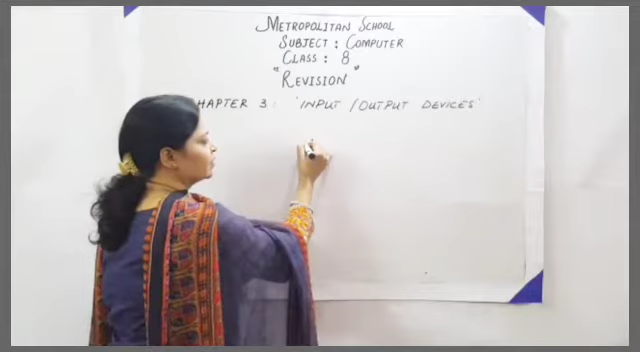 METROPOLITAN SCHOOL
SUBJECT : COMPUTER
CLASS : 8
"REVISION"
HAPTER 3 : 'INPUT / OUTPUT DEVICES'